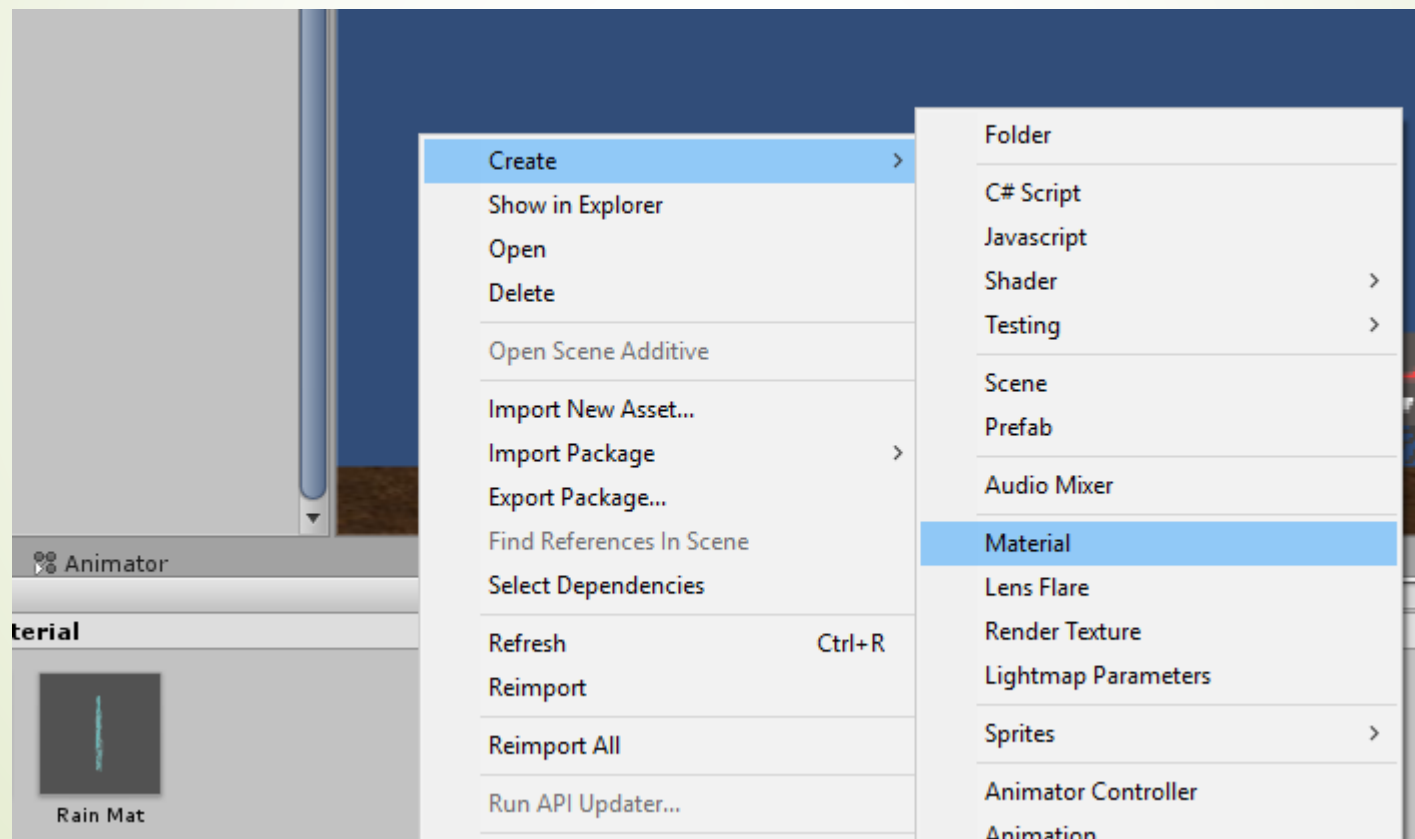 Create
Show in Explorer
Open
Delete
Open Scene Additive
Import New Asset...
Import Package
Export Package...
Find References In Scene
Select Dependencies
Refresh Ctrl+R
Reimport
Reimport All
Run API Updater...
Folder
C# Script
Javascript
Shader
Testing
Scene
Prefab
Audio Mixer
Material
Lens Flare
Render Texture
Lightmap Parameters
Sprites
Animator Controller
Animation
Animator
terial
Rain Mat